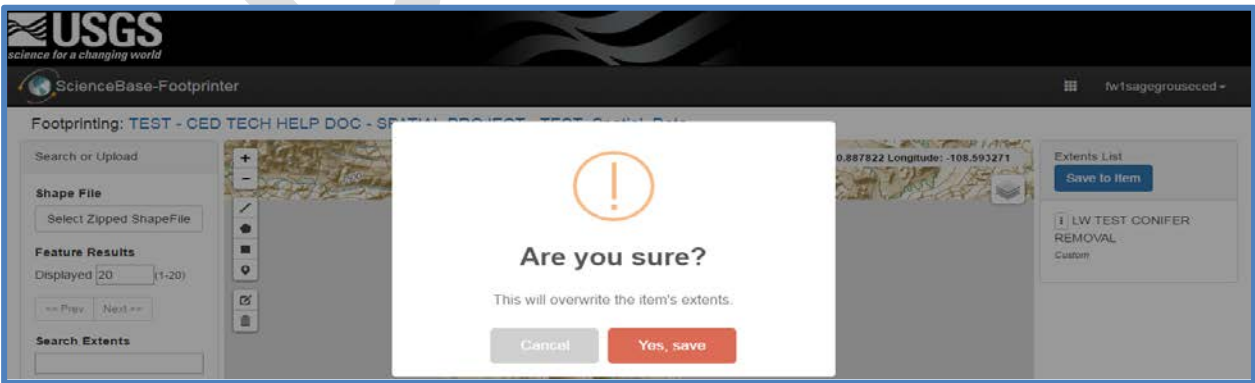 USGS
science for a changing world
ScienceBase-Footprinter
fw1sagegrouseced
Footprinting: TEST - CED TECH HELP DOC - SPATIAL PROJECT - TEST_Spatial_Data
Search or Upload
+
0.887822 Longitude: -108.593271
Extents List
−
Save to Item
Shape File
Select Zipped ShapeFile
i LW TEST CONIFER
REMOVAL
Custom
Feature Results
Are you sure?
Displayed 20 (1-20)
This will overwrite the item's extents.
<< Prev Next >>
Cancel Yes, save
Search Extents